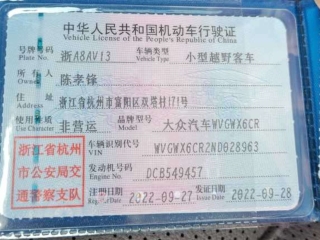 中华人民共和国机动车行驶证
Vehicle License of the People's Republic of China
号牌号码 浙A8AV13 车辆类型 小型越野客车
Plate No. Vehicle Type
所有人 陈孝锋
Owner
住址 浙江省杭州市富阳区双塔村171号
Address
使用性质 非营运 品牌型号 大众汽车WVGWX6CR
Use Character Model
浙江省杭州
市公安局交
通警察支队
车辆识别代号 WVGWX6CR2ND028963
VIN
发动机号码 DCB549457
Engine No.
注册日期 2022-09-27 发证日期 2022-09-28
Register Date Issue Date